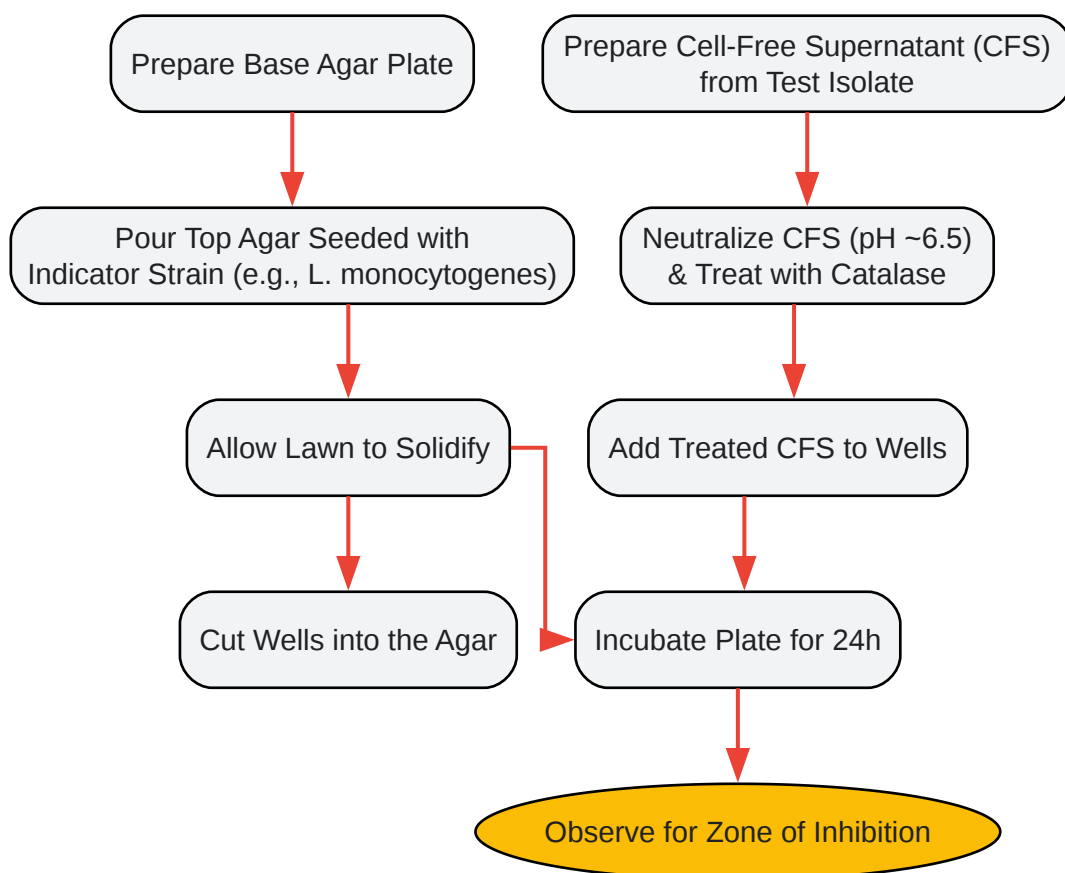 Prepare Base Agar Plate
Prepare Cell-Free Supernatant (CFS)
from Test Isolate
Pour Top Agar Seeded with
Indicator Strain (e.g., L. monocytogenes)
Neutralize CFS (pH ~6.5)
& Treat with Catalase
Allow Lawn to Solidify
Add Treated CFS to Wells
Cut Wells into the Agar
Incubate Plate for 24h
Observe for Zone of Inhibition